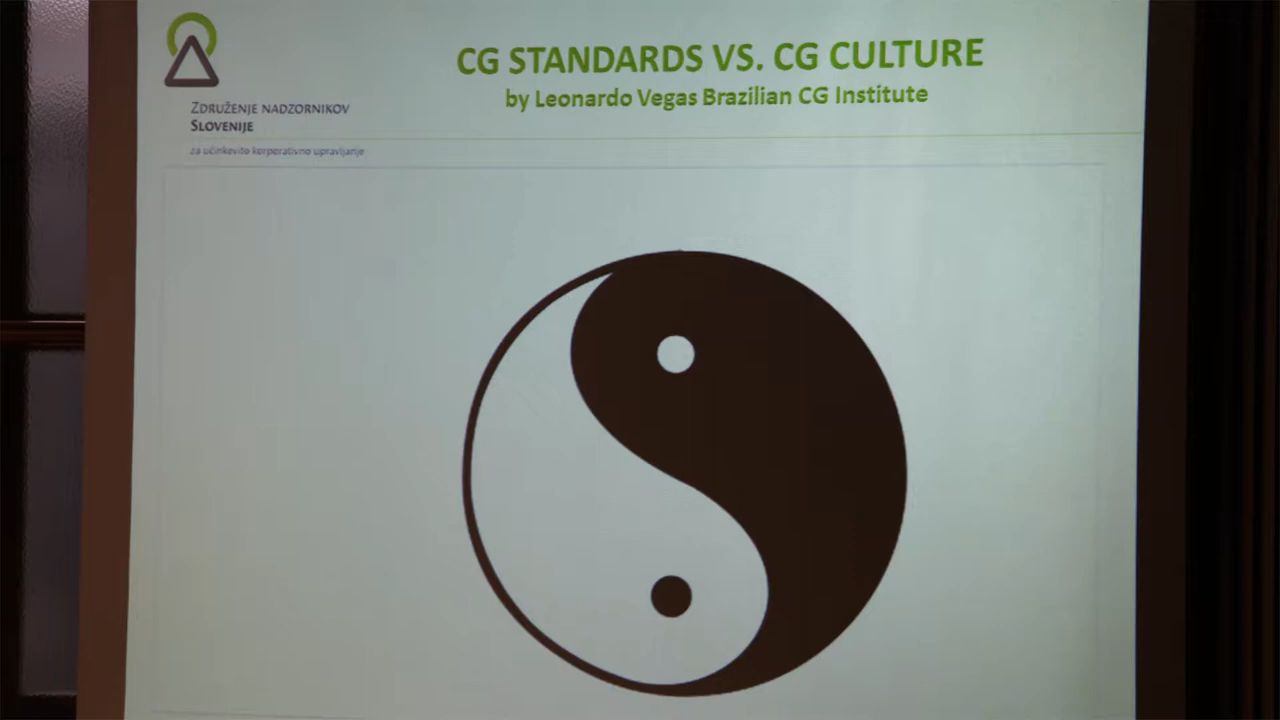 CG STANDARDS VS. CG CULTURE
by Leonardo Vegas Brazilian CG Institute
ZDRUŽENJE NADZORNIKOV
SLOVENIJE
za učinkovito korporativno upravljanje